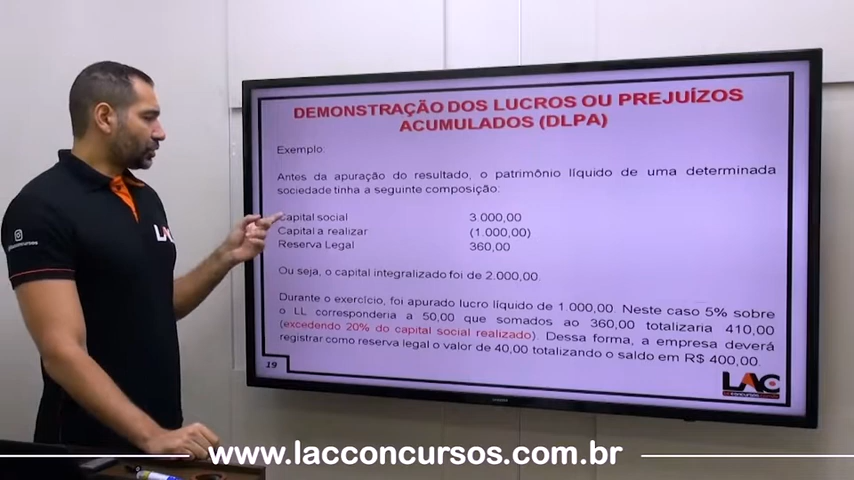 DEMONSTRAÇÃO DOS LUCROS OU PREJUÍZOS
ACUMULADOS (DLPA)
Exemplo:
Antes da apuração do resultado, o patrimônio líquido de uma determinada
sociedade tinha a seguinte composição:
Capital social 3.000,00
Capital a realizar (1.000,00)
Reserva Legal 360,00
Ou seja, o capital integralizado foi de 2.000,00.
Durante o exercício, foi apurado lucro líquido de 1.000,00. Neste caso 5% sobre
o LL corresponderia a 50,00 que somados ao 360,00 totalizaria 410,00
(excedendo 20% do capital social realizado). Dessa forma, a empresa deverá
registrar como reserva legal o valor de 40,00 totalizando o saldo em R$ 400,00.
19
LAC
LAC
www.lacconcursos.com.br